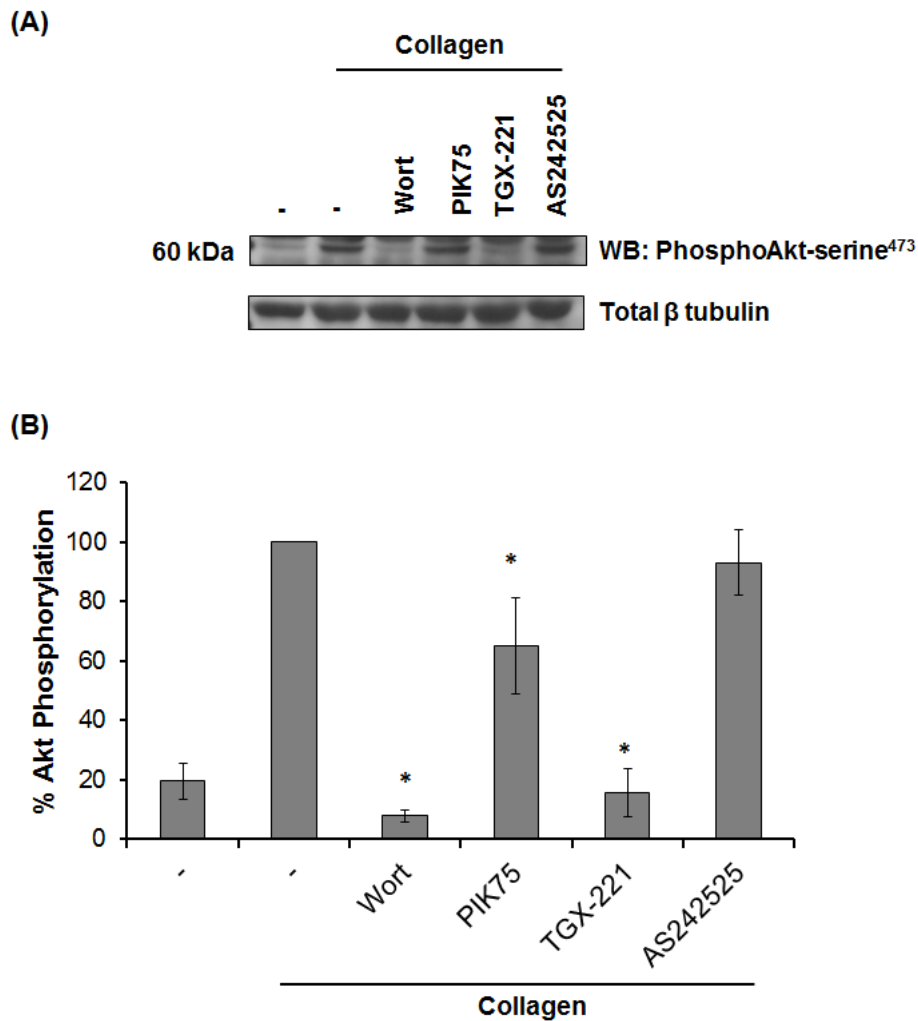 (A)
Collagen
- - Wort PIK75 TGX-221 AS242525
60 kDa WB: PhosphoAkt-serine⁴⁷³
Total β tubulin
(B)
% Akt Phosphorylation
120
100
80
60
40
20
0
* * *
- - Wort PIK75 TGX-221 AS242525
Collagen